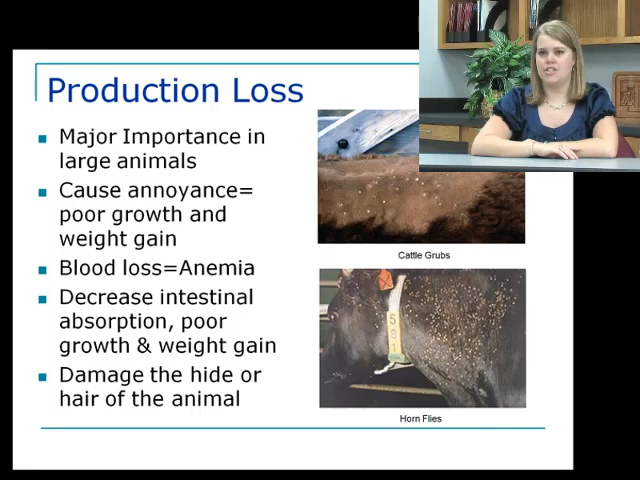 Production Loss
Major Importance in
large animals
Cause annoyance=
poor growth and
weight gain
Blood loss=Anemia
Decrease intestinal
absorption, poor
growth & weight gain
Damage the hide or
hair of the animal
Cattle Grubs
Horn Flies